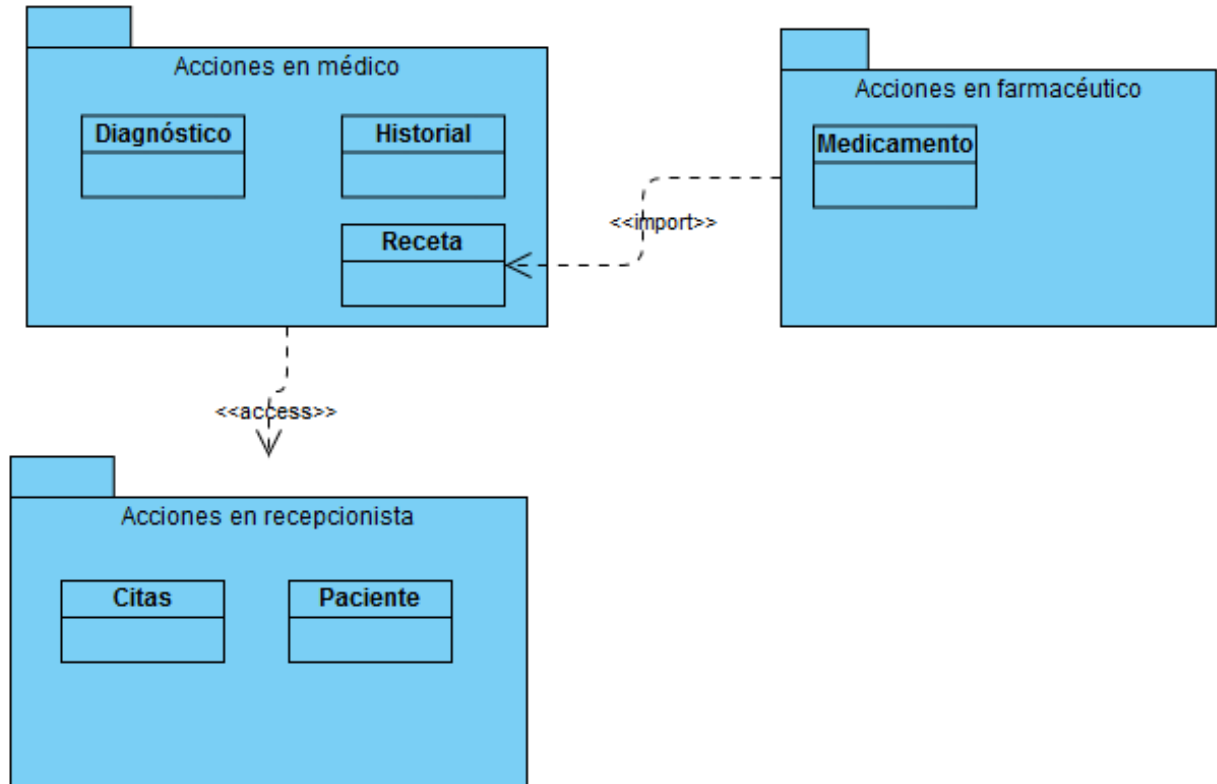 Acciones en médico
Diagnóstico
Historial
Receta
Acciones en farmacéutico
Medicamento
<<import>>
<<access>>
Acciones en recepcionista
Citas
Paciente